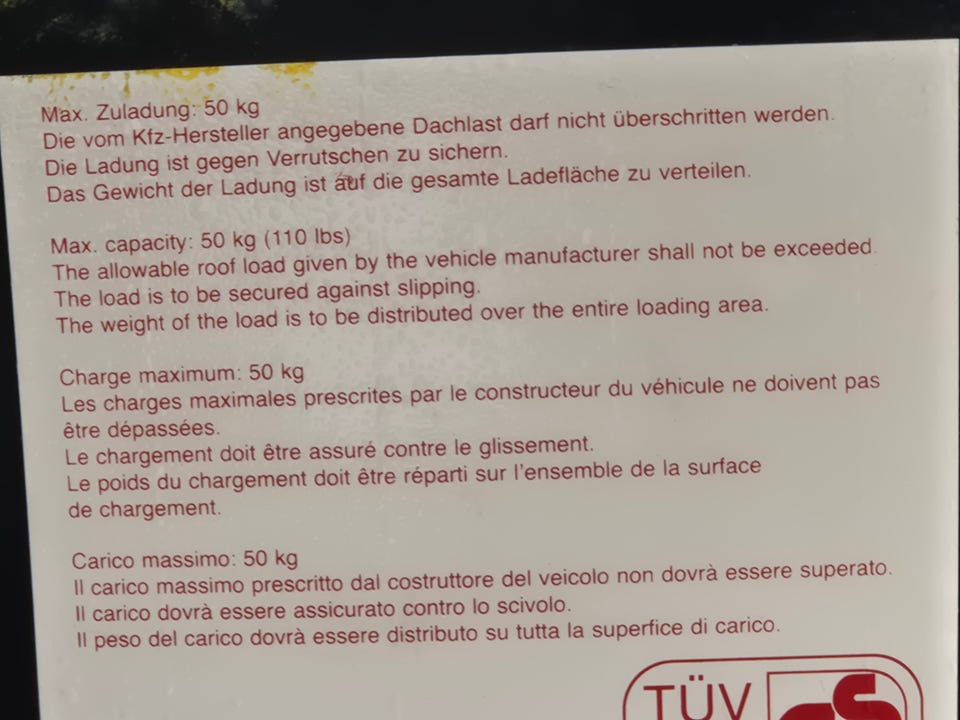 Max. Zuladung: 50 kg
Die vom Kfz-Hersteller angegebene Dachlast darf nicht überschritten werden.
Die Ladung ist gegen Verrutschen zu sichern.
Das Gewicht der Ladung ist auf die gesamte Ladefläche zu verteilen.
Max. capacity: 50 kg (110 lbs)
The allowable roof load given by the vehicle manufacturer shall not be exceeded.
The load is to be secured against slipping.
The weight of the load is to be distributed over the entire loading area.
Charge maximum: 50 kg
Les charges maximales prescrites par le constructeur du véhicule ne doivent pas
être dépassées.
Le chargement doit être assuré contre le glissement.
Le poids du chargement doit être réparti sur l'ensemble de la surface
de chargement.
Carico massimo: 50 kg
Il carico massimo prescritto dal costruttore del veicolo non dovrà essere superato.
Il carico dovrà essere assicurato contro lo scivolo.
Il peso del carico dovrà essere distributo su tutta la superfice di carico.
TÜV